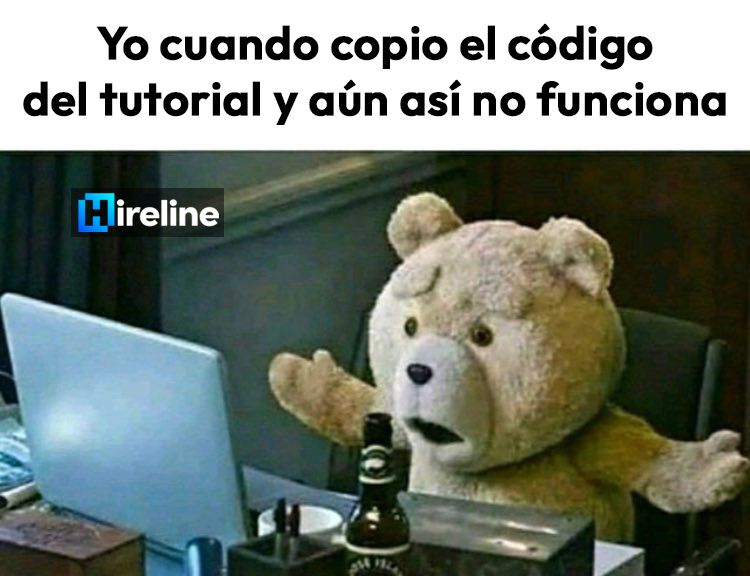 Yo cuando copio el código
del tutorial y aún así no funciona
Hireline